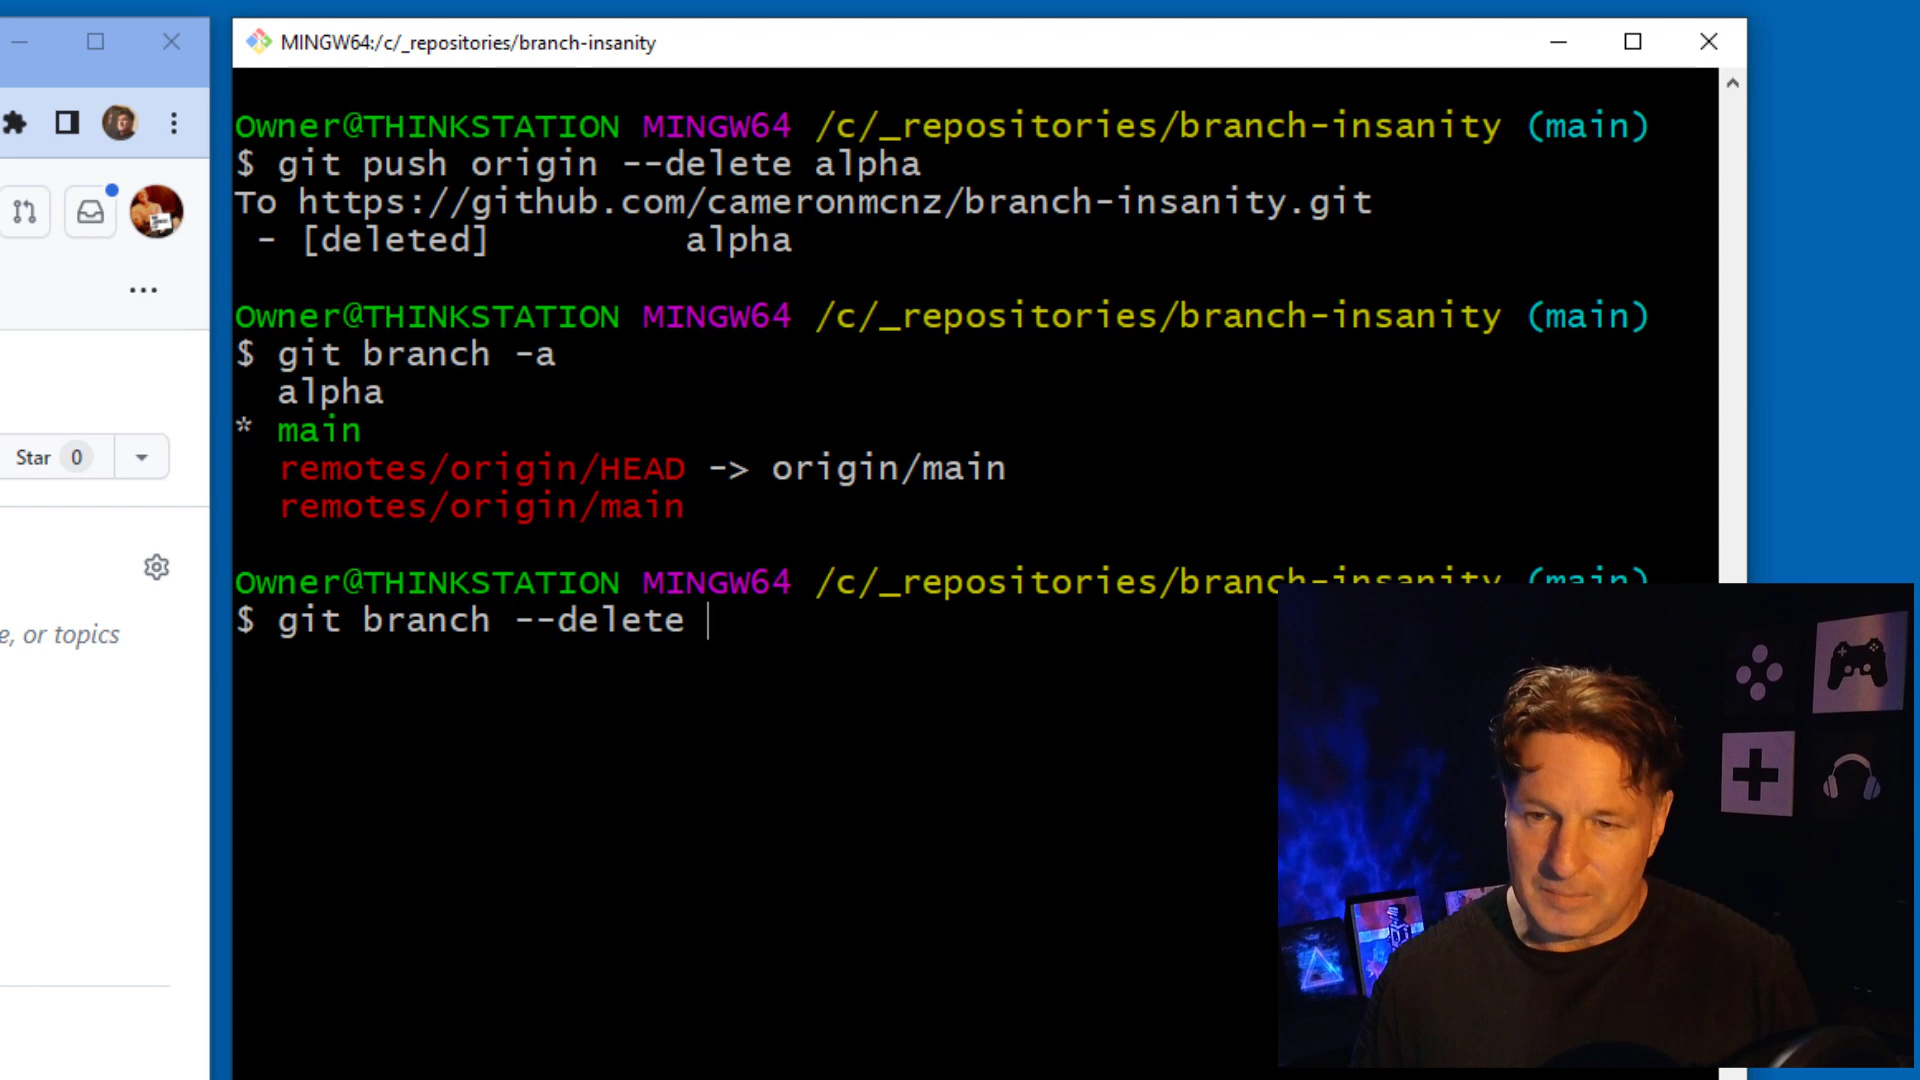 MINGW64:/c/_repositories/branch-insanity
Owner@THINKSTATION MINGW64 /c/_repositories/branch-insanity (main)
$ git push origin --delete alpha
To https://github.com/cameronmcnz/branch-insanity.git
- [deleted] alpha
Owner@THINKSTATION MINGW64 /c/_repositories/branch-insanity (main)
$ git branch -a
alpha
* main
remotes/origin/HEAD -> origin/main
remotes/origin/main
Owner@THINKSTATION MINGW64 /c/_repositories/branch-insanity (main)
$ git branch --delete
Star 0
e, or topics